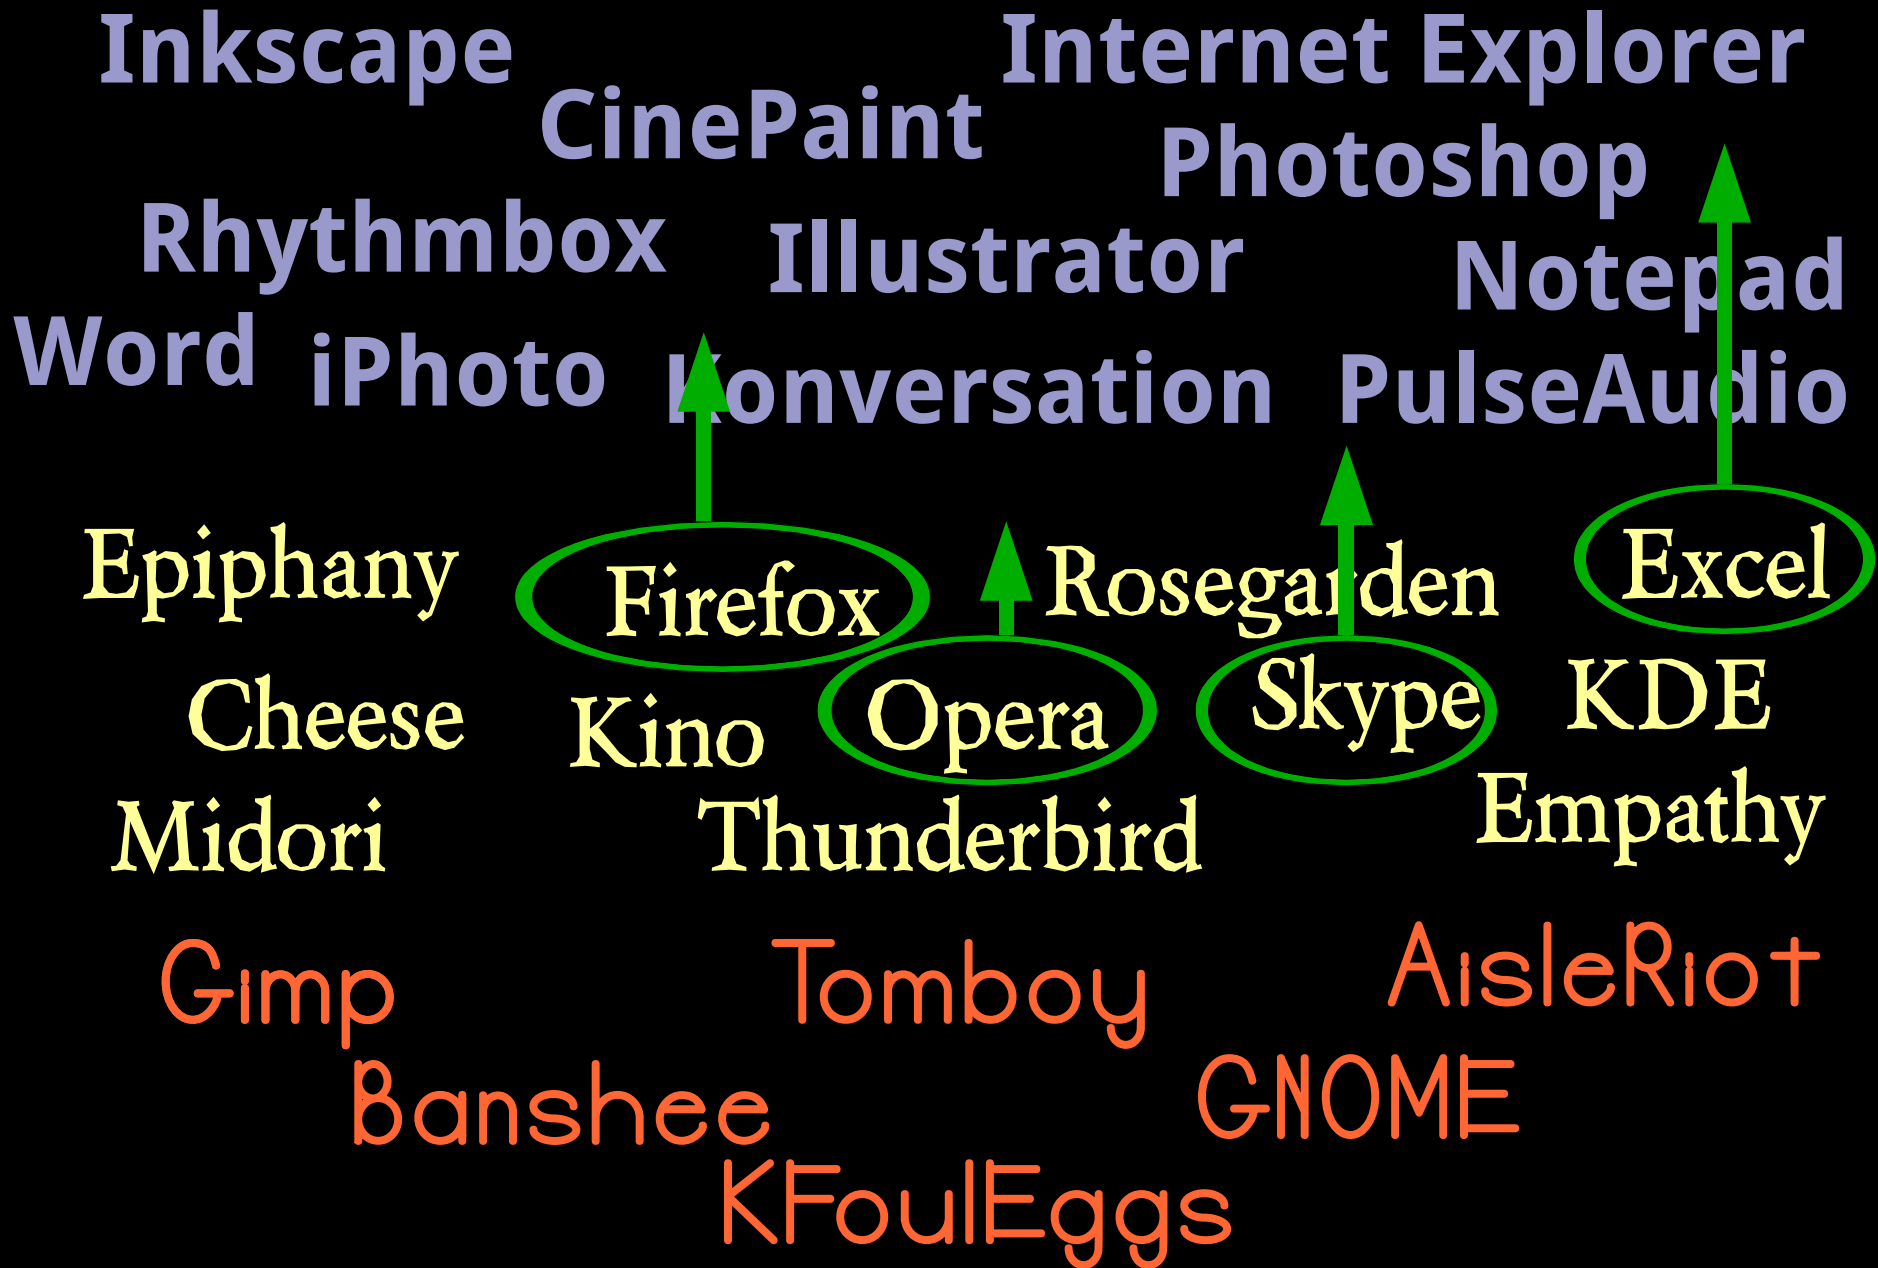 Inkscape
Internet Explorer
CinePaint
Photoshop
Rhythmbox
Illustrator
Notepad
Word
iPhoto
Konversation
PulseAudio
Epiphany
Firefox
Rosegarden
Excel
Cheese
Kino
Opera
Skype
KDE
Midori
Thunderbird
Empathy
Gimp
Tomboy
AisleRiot
Banshee
GNOME
KFoulEggs